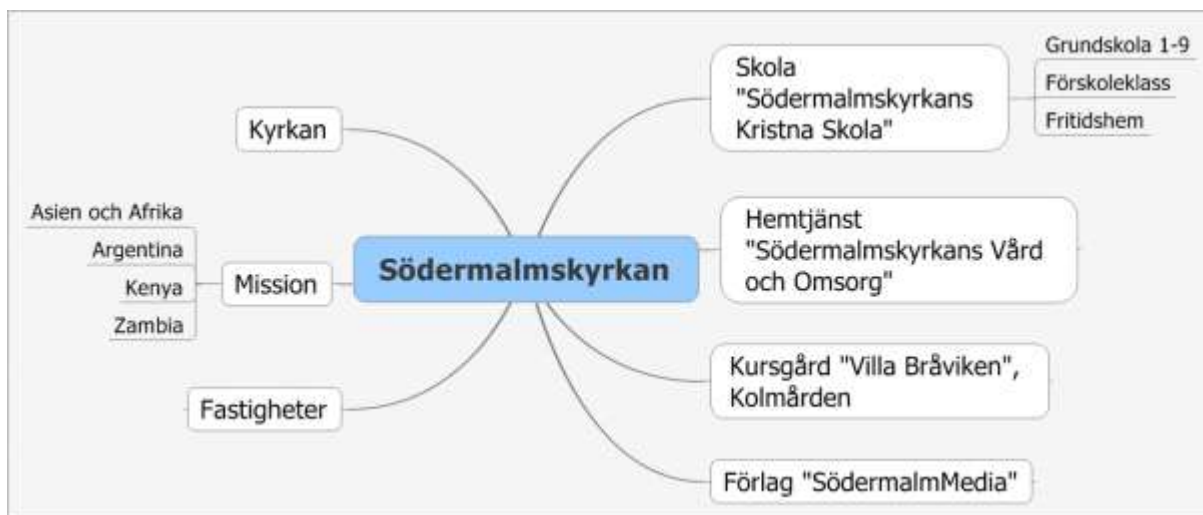 Kyrkan
Asien och Afrika
Argentina
Kenya
Zambia
Mission
Fastigheter
Södermalmskyrkan
Skola
"Södermalmskyrkans
Kristna Skola"
Grundskola 1-9
Förskoleklass
Fritidshem
Hemtjänst
"Södermalmskyrkans Vård
och Omsorg"
Kursgård "Villa Bråviken",
Kolmården
Förlag "SödermalmMedia"